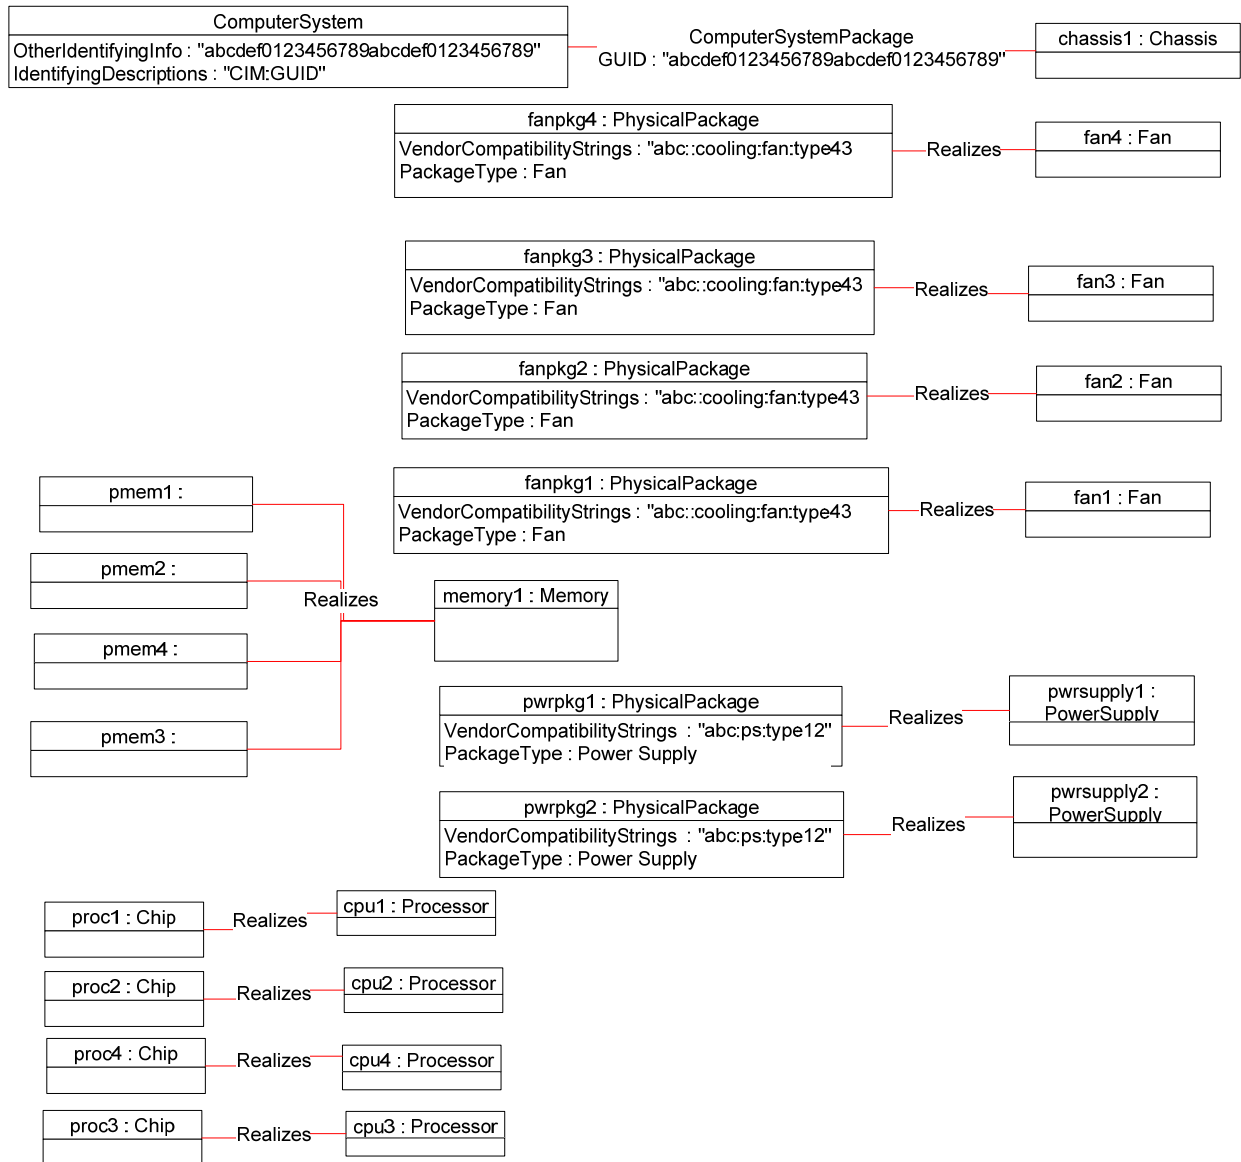 ComputerSystem
OtherIdentifyingInfo : "abcdef0123456789abcdef0123456789"
IdentifyingDescriptions : "CIM:GUID"
ComputerSystemPackage
GUID : "abcdef0123456789abcdef0123456789"
chassis1 : Chassis
fanpkg4 : PhysicalPackage
VendorCompatibilityStrings : "abc::cooling:fan:type43
PackageType : Fan
Realizes
fan4 : Fan
fanpkg3 : PhysicalPackage
VendorCompatibilityStrings : "abc::cooling:fan:type43
PackageType : Fan
Realizes
fan3 : Fan
fanpkg2 : PhysicalPackage
VendorCompatibilityStrings : "abc::cooling:fan:type43
PackageType : Fan
Realizes
fan2 : Fan
fanpkg1 : PhysicalPackage
VendorCompatibilityStrings : "abc::cooling:fan:type43
PackageType : Fan
Realizes
fan1 : Fan
pmem1 :
pmem2 :
pmem4 :
pmem3 :
Realizes
memory1 : Memory
pwrpkg1 : PhysicalPackage
VendorCompatibilityStrings : "abc:ps:type12"
PackageType : Power Supply
Realizes
pwrsupply1 :
PowerSupply
pwrpkg2 : PhysicalPackage
VendorCompatibilityStrings : "abc:ps:type12"
PackageType : Power Supply
Realizes
pwrsupply2 :
PowerSupply
proc1 : Chip
Realizes
cpu1 : Processor
proc2 : Chip
Realizes
cpu2 : Processor
proc4 : Chip
Realizes
cpu4 : Processor
proc3 : Chip
Realizes
cpu3 : Processor